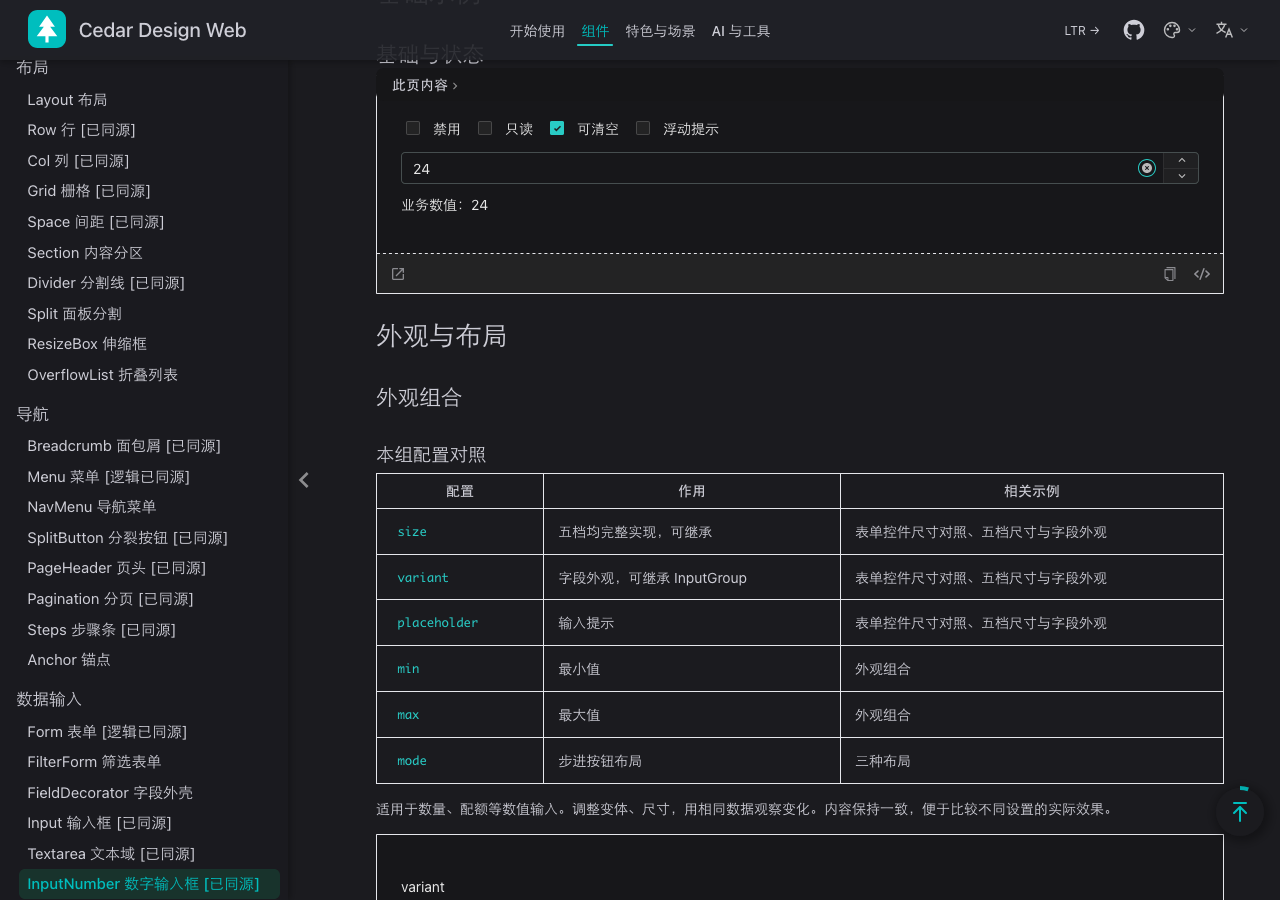 Cedar Design Web
开始使用
组件
特色与场景
AI 与工具
LTR
布局
Layout 布局
Row 行 [已同源]
Col 列 [已同源]
Grid 栅格 [已同源]
Space 间距 [已同源]
Section 内容分区
Divider 分割线 [已同源]
Split 面板分割
ResizeBox 伸缩框
OverflowList 折叠列表
导航
Breadcrumb 面包屑 [已同源]
Menu 菜单 [逻辑已同源]
NavMenu 导航菜单
SplitButton 分裂按钮 [已同源]
PageHeader 页头 [已同源]
Pagination 分页 [已同源]
Steps 步骤条 [已同源]
Anchor 锚点
数据输入
Form 表单 [逻辑已同源]
FilterForm 筛选表单
FieldDecorator 字段外壳
Input 输入框 [已同源]
Textarea 文本域 [已同源]
InputNumber 数字输入框 [已同源]
基础与状态
此页内容
禁用 只读 可清空 浮动提示
24
业务数值：24
外观与布局
外观组合
本组配置对照
配置 作用 相关示例
size 五档均完整实现，可继承 表单控件尺寸对照、五档尺寸与字段外观
variant 字段外观，可继承 InputGroup 表单控件尺寸对照、五档尺寸与字段外观
placeholder 输入提示 表单控件尺寸对照、五档尺寸与字段外观
min 最小值 外观组合
max 最大值 外观组合
mode 步进按钮布局 三种布局
适用于数量、配额等数值输入。调整变体、尺寸，用相同数据观察变化。内容保持一致，便于比较不同设置的实际效果。
variant